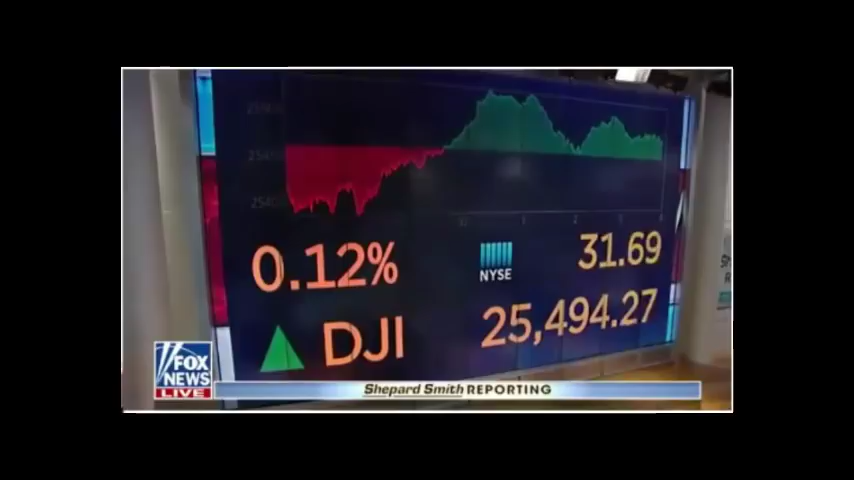 0.12%
NYSE
31.69
DJI
25,494.27
FOX
NEWS
LIVE
Shepard Smith REPORTING